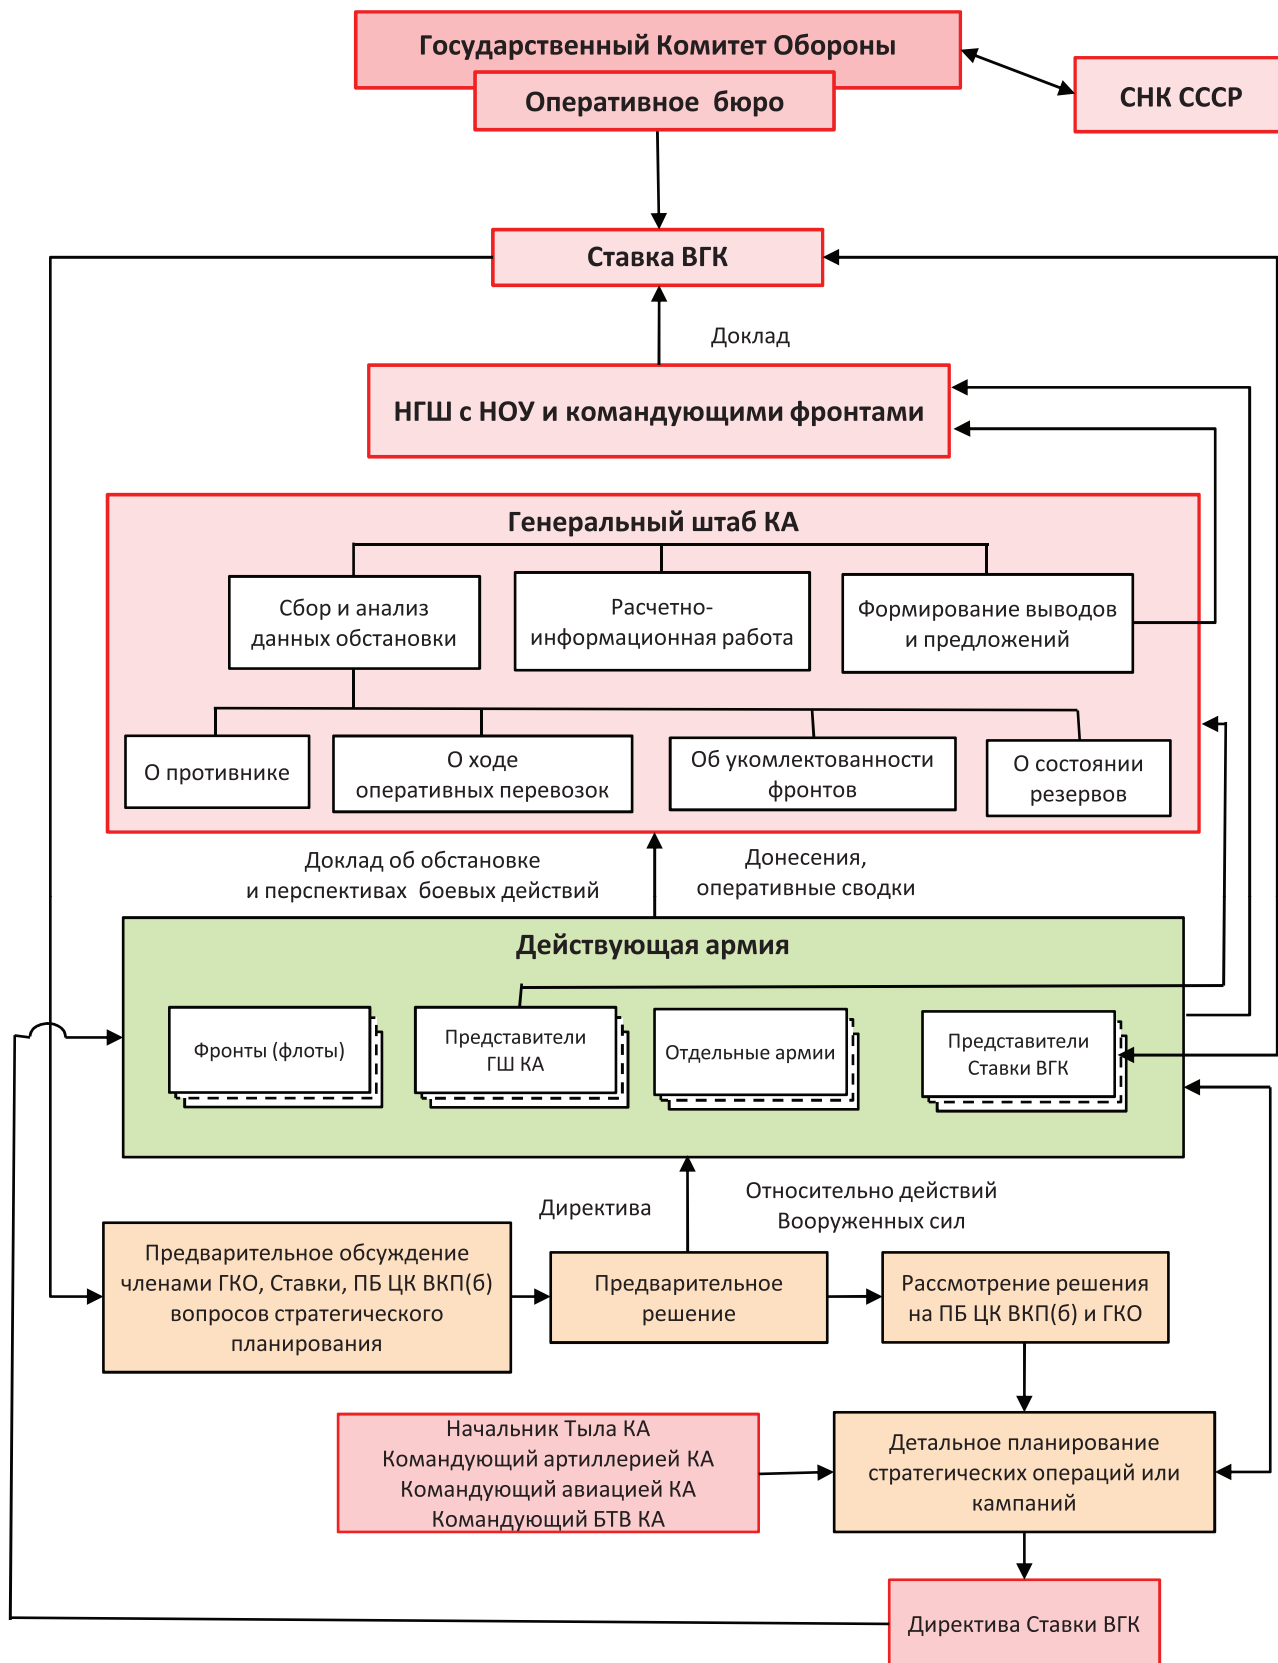 Государственный Комитет Обороны
Оперативное бюро
СНК СССР
Ставка ВГК
Доклад
НГШ с НОУ и командующими фронтами
Генеральный штаб КА
Сбор и анализ
данных обстановки
Расчетно-
информационная работа
Формирование выводов
и предложений
О противнике
О ходе
оперативных перевозок
Об укомлектованности
фронтов
О состоянии
резервов
Доклад об обстановке
и перспективах боевых действий
Донесения,
оперативные сводки
Действующая армия
Фронты (флоты)
Представители
ГШ КА
Отдельные армии
Представители
Ставки ВГК
Директива
Относительно действий
Вооруженных сил
Предварительное обсуждение
членами ГКО, Ставки, ПБ ЦК ВКП(б)
вопросов стратегического
планирования
Предварительное
решение
Рассмотрение решения
на ПБ ЦК ВКП(б) и ГКО
Начальник Тыла КА
Командующий артиллерией КА
Командующий авиацией КА
Командующий БТВ КА
Детальное планирование
стратегических операций или
кампаний
Директива Ставки ВГК